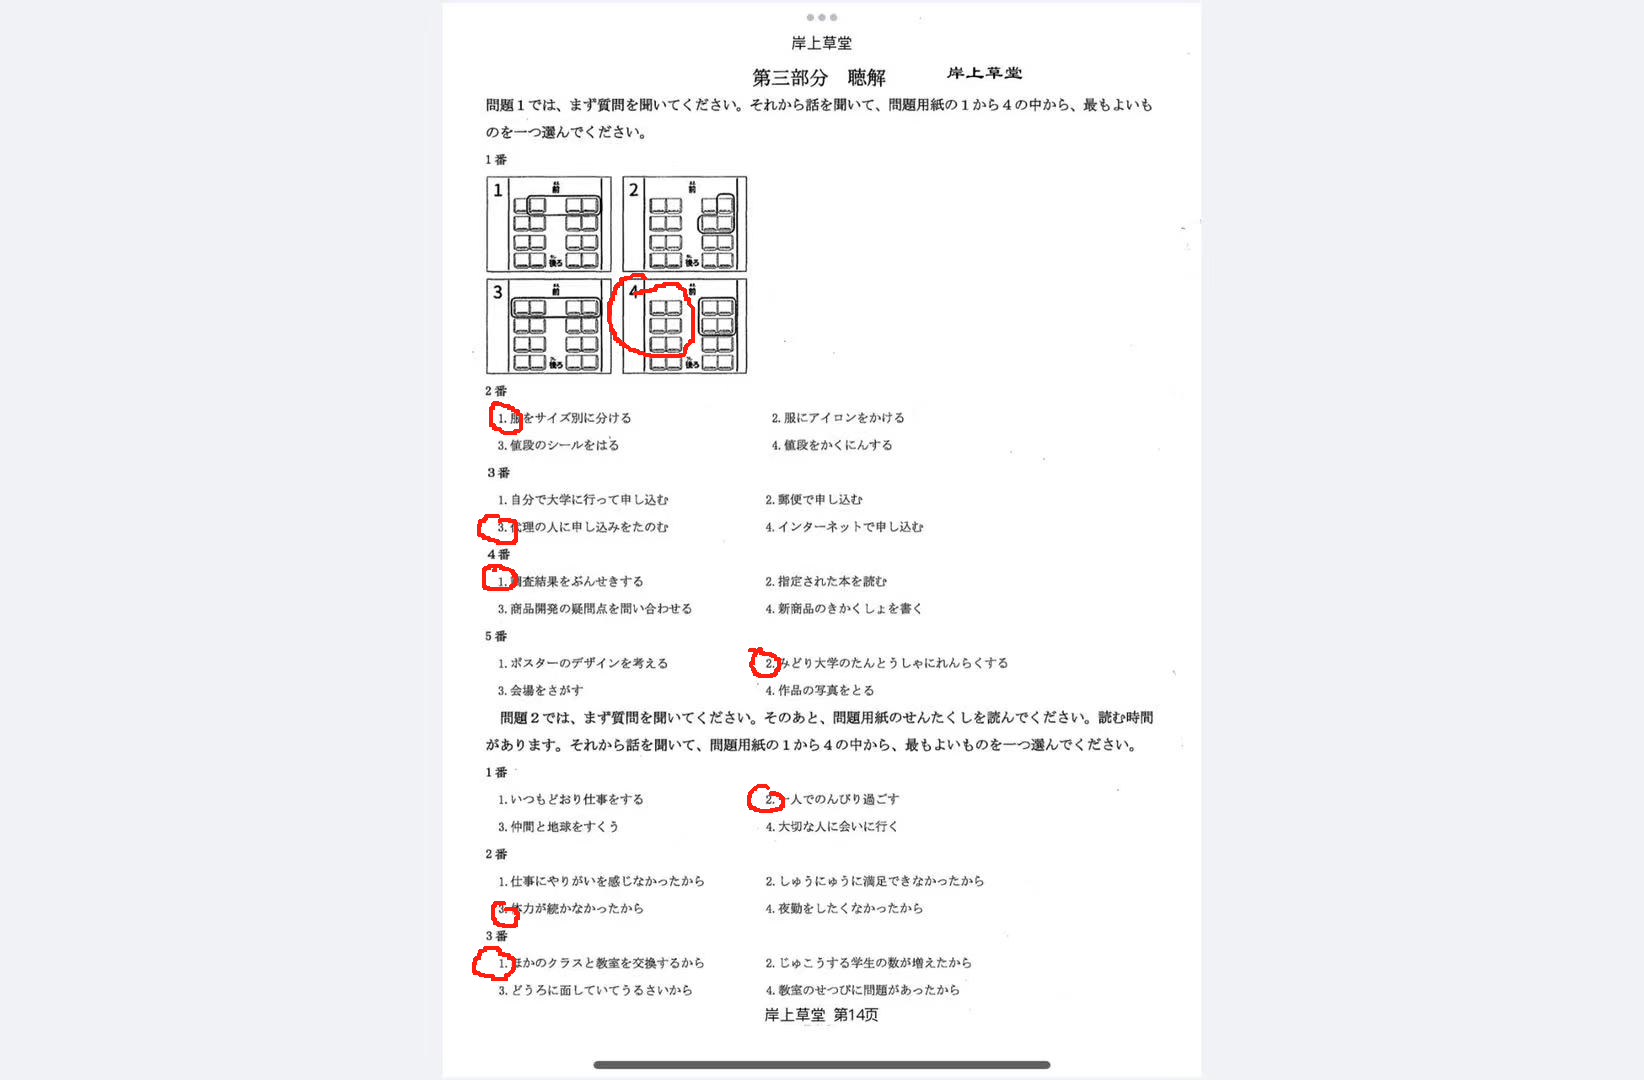 岸上草堂
第三部分 聴解 岸上草堂
問題1では、まず質問を聞いてください。それから話を聞いて、問題用紙の1から4の中から、最もよいも
のを一つ選んでください。
1番
1 前 後ろ
2 前 後ろ
3 前 後ろ
4 前 後ろ
2番
1. 服をサイズ別に分ける 2. 服にアイロンをかける
3. 値段のシールをはる 4. 値段をかくにんする
3番
1. 自分で大学に行って申し込む 2. 郵便で申し込む
3. 代理の人に申し込みをたのむ 4. インターネットで申し込む
4番
1. 調査結果をぶんせきする 2. 指定された本を読む
3. 商品開発の疑問点を問い合わせる 4. 新商品のきかくしょを書く
5番
1. ポスターのデザインを考える 2. みどり大学のたんとうしゃにれんらくする
3. 会場をさがす 4. 作品の写真をとる
問題2では、まず質問を聞いてください。そのあと、問題用紙のせんたくしを読んでください。読む時間
があります。それから話を聞いて、問題用紙の1から4の中から、最もよいものを一つ選んでください。
1番
1. いつもどおり仕事をする 2. 一人でのんびり過ごす
3. 仲間と地球をすくう 4. 大切な人に会いに行く
2番
1. 仕事にやりがいを感じなかったから 2. しゅうにゅうに満足できなかったから
3. 体力が続かなかったから 4. 夜勤をしたくなかったから
3番
1. ほかのクラスと教室を交換するから 2. じゅこうする学生の数が増えたから
3. どうろに面していてうるさいから 4. 教室のせつびに問題があったから
岸上草堂 第14页